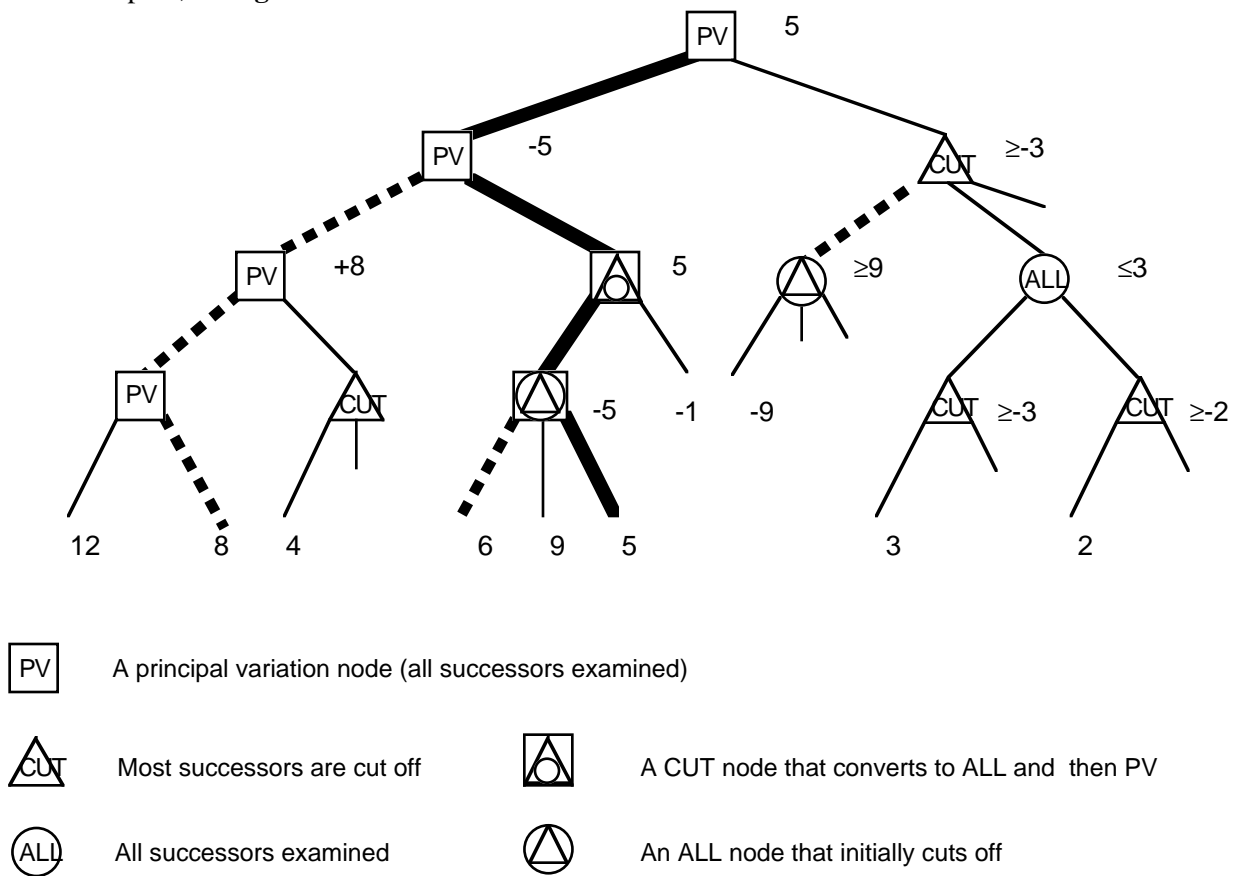 PV 5
PV -5 CUT ≥-3
PV +8 5 ≥9 ALL ≤3
PV CUT -5 -1 -9 CUT ≥-3 CUT ≥-2
12 8 4 6 9 5 3 2
PV A principal variation node (all successors examined)
CUT Most successors are cut off A CUT node that converts to ALL and then PV
ALL All successors examined An ALL node that initially cuts off